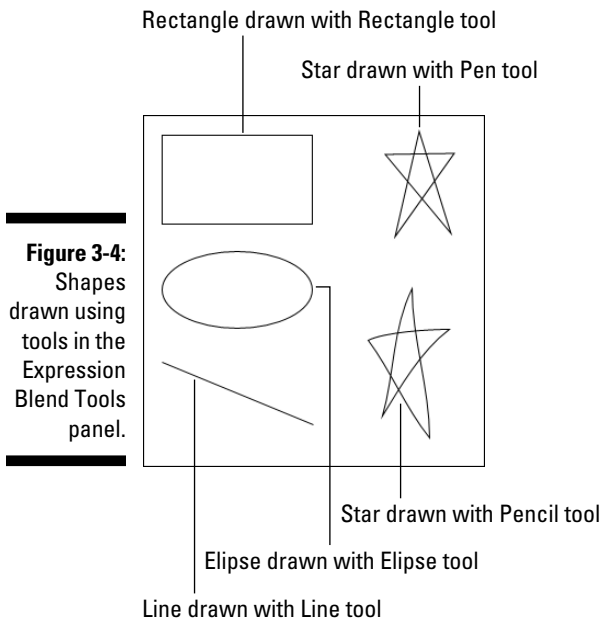 Rectangle drawn with Rectangle tool
Star drawn with Pen tool
Figure 3-4:
Shapes
drawn using
tools in the
Expression
Blend Tools
panel.
Star drawn with Pencil tool
Elipse drawn with Elipse tool
Line drawn with Line tool